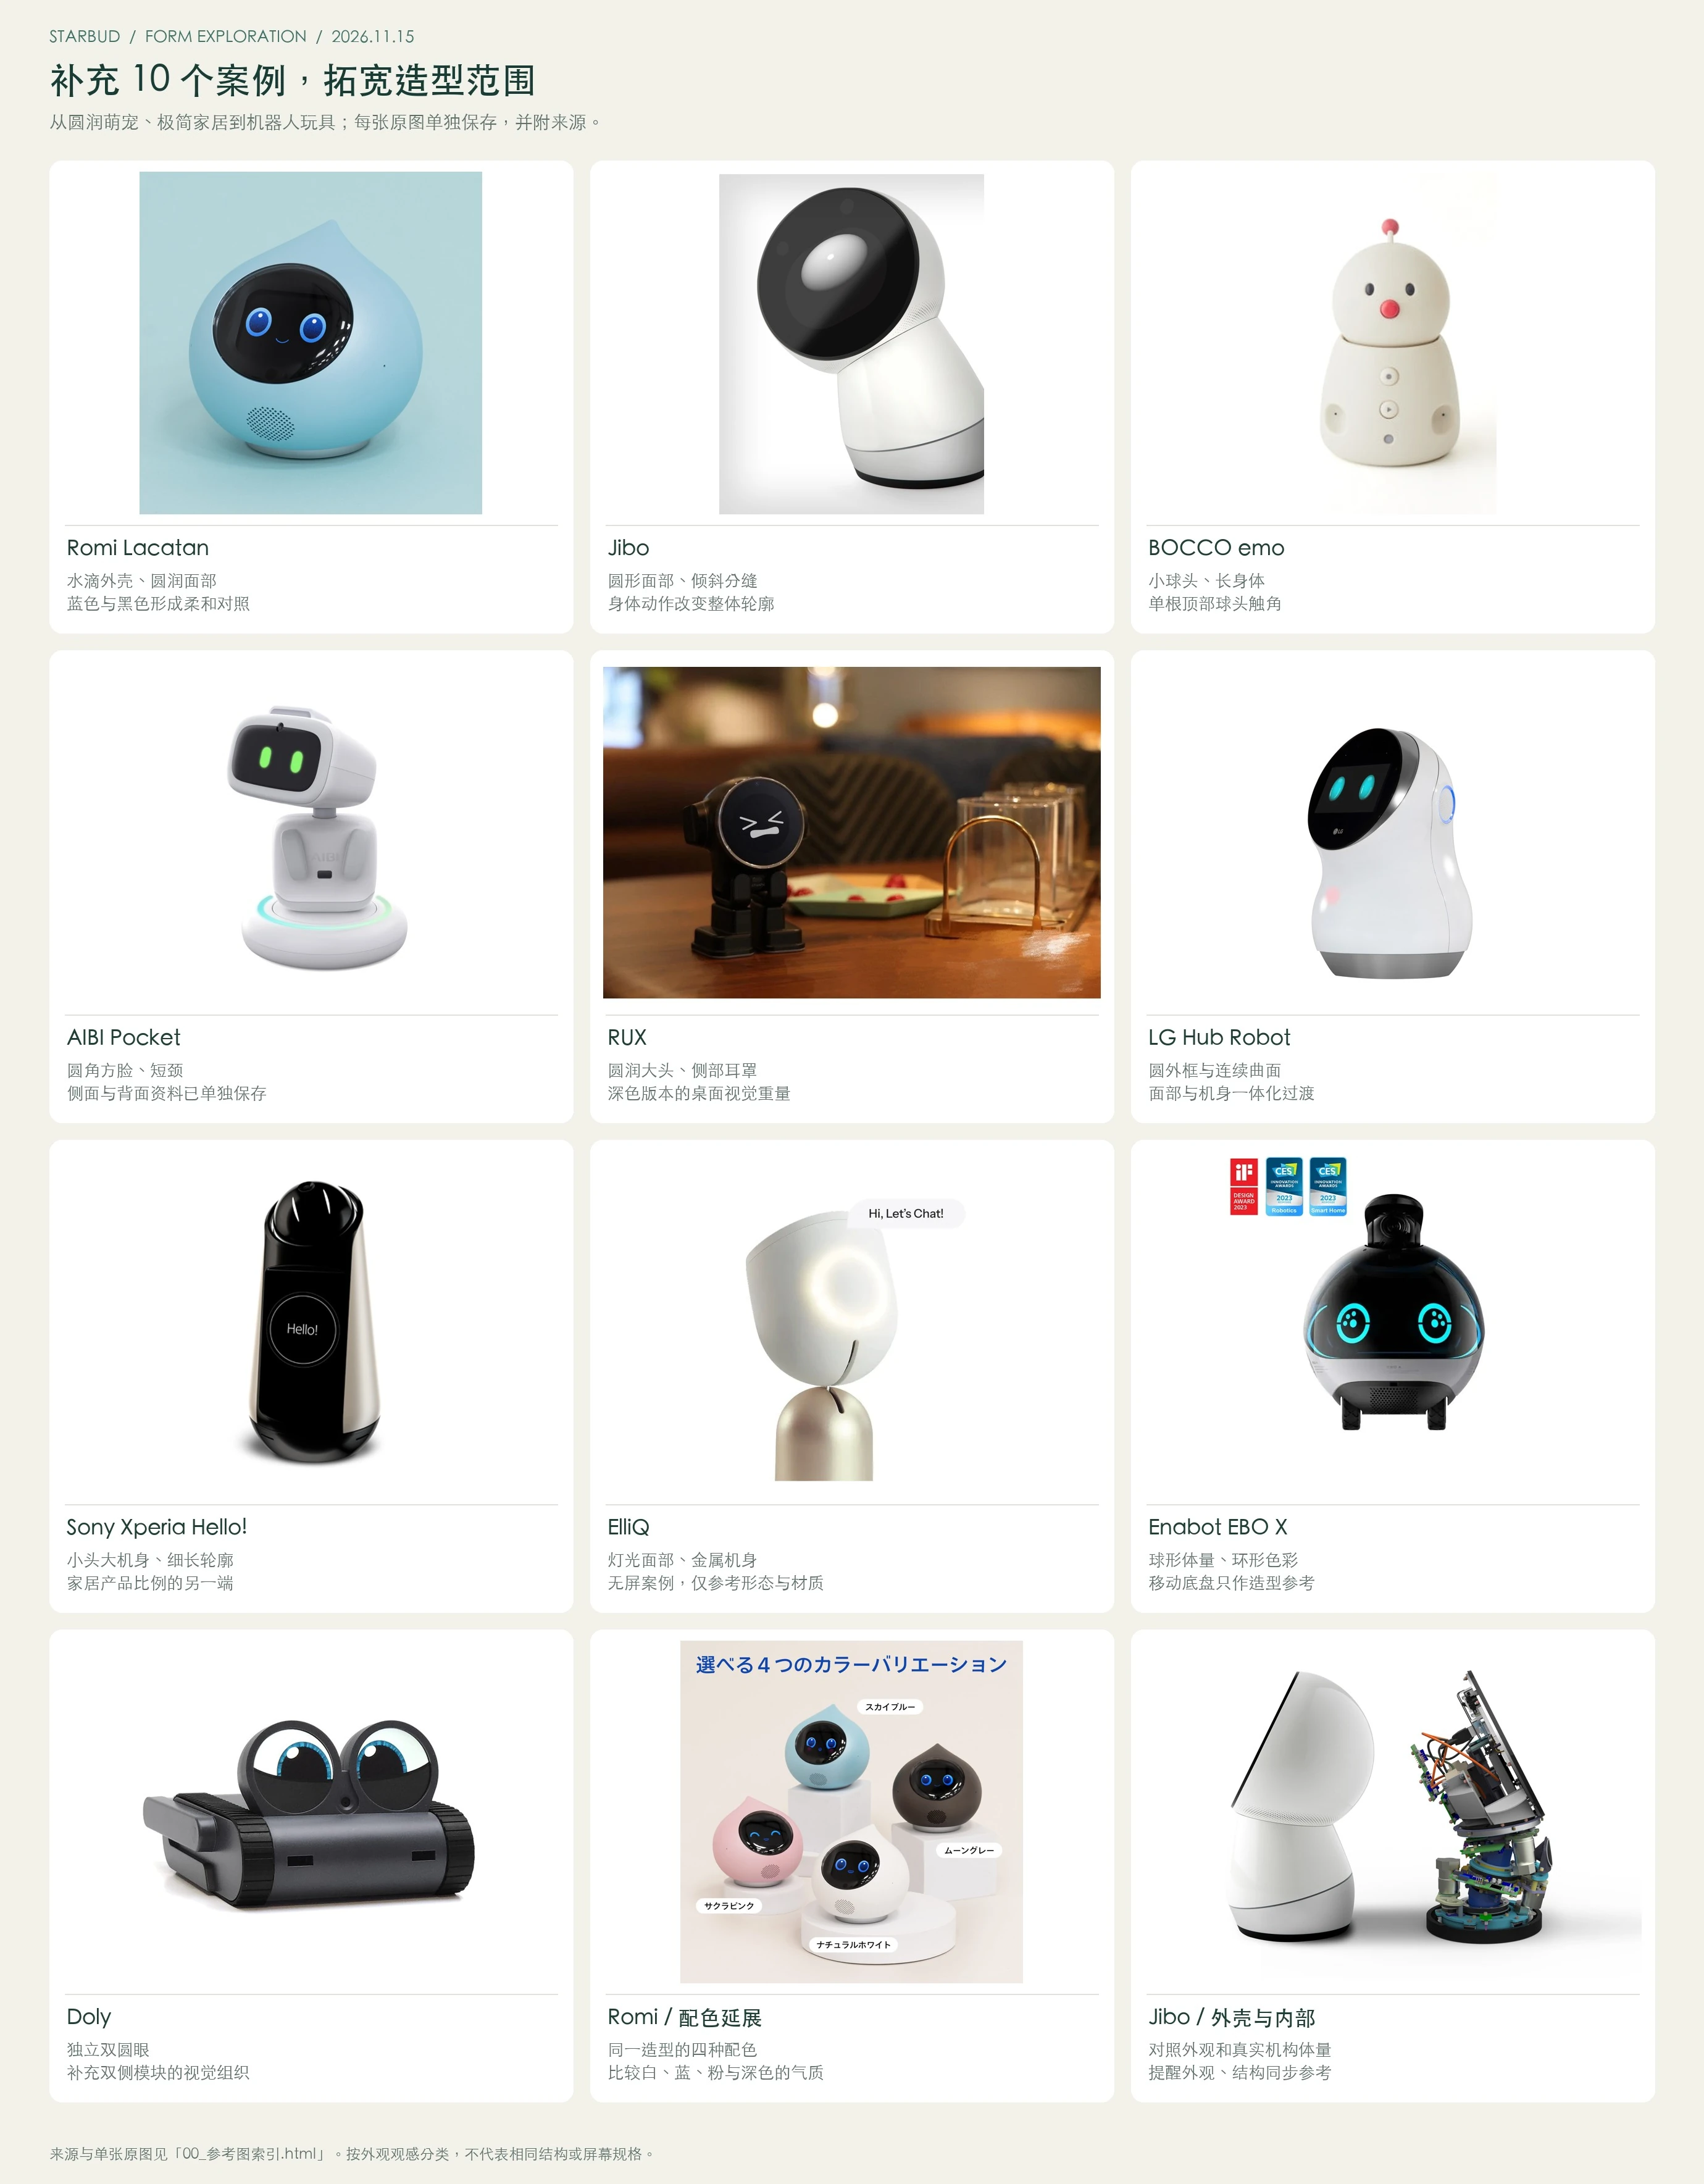 STARBUD / FORM EXPLORATION / 2026.11.15
补充 10 个案例，拓宽造型范围
从圆润萌宠、极简家居到机器人玩具；每张原图单独保存，并附来源。
Romi Lacatan
水滴外壳、圆润面部
蓝色与黑色形成柔和对照
Jibo
圆形面部、倾斜分缝
身体动作改变整体轮廓
BOCCO emo
小球头、长身体
单根顶部球头触角
AIBI
AIBI Pocket
圆角方脸、短颈
侧面与背面资料已单独保存
RUX
圆润大头、侧部耳罩
深色版本的桌面视觉重量
LG
LG Hub Robot
圆外框与连续曲面
面部与机身一体化过渡
Hello!
Sony Xperia Hello!
小头大机身、细长轮廓
家居产品比例的另一端
Hi, Let's Chat!
ElliQ
灯光面部、金属机身
无屏案例，仅参考形态与材质
iF
DESIGN
AWARD
2023
CES
INNOVATION
AWARDS
2023
Robotics
CES
INNOVATION
AWARDS
2023
Smart Home
Enabot EBO X
球形体量、环形色彩
移动底盘只作造型参考
Doly
独立双圆眼
补充双侧模块的视觉组织
選べる4つのカラーバリエーション
スカイブルー
ムーングレー
サクラピンク
ナチュラルホワイト
Romi / 配色延展
同一造型的四种配色
比较白、蓝、粉与深色的气质
Jibo / 外壳与内部
对照外观和真实机构体量
提醒外观、结构同步参考
来源与单张原图见「00_参考图索引.html」。按外观观感分类，不代表相同结构或屏幕规格。